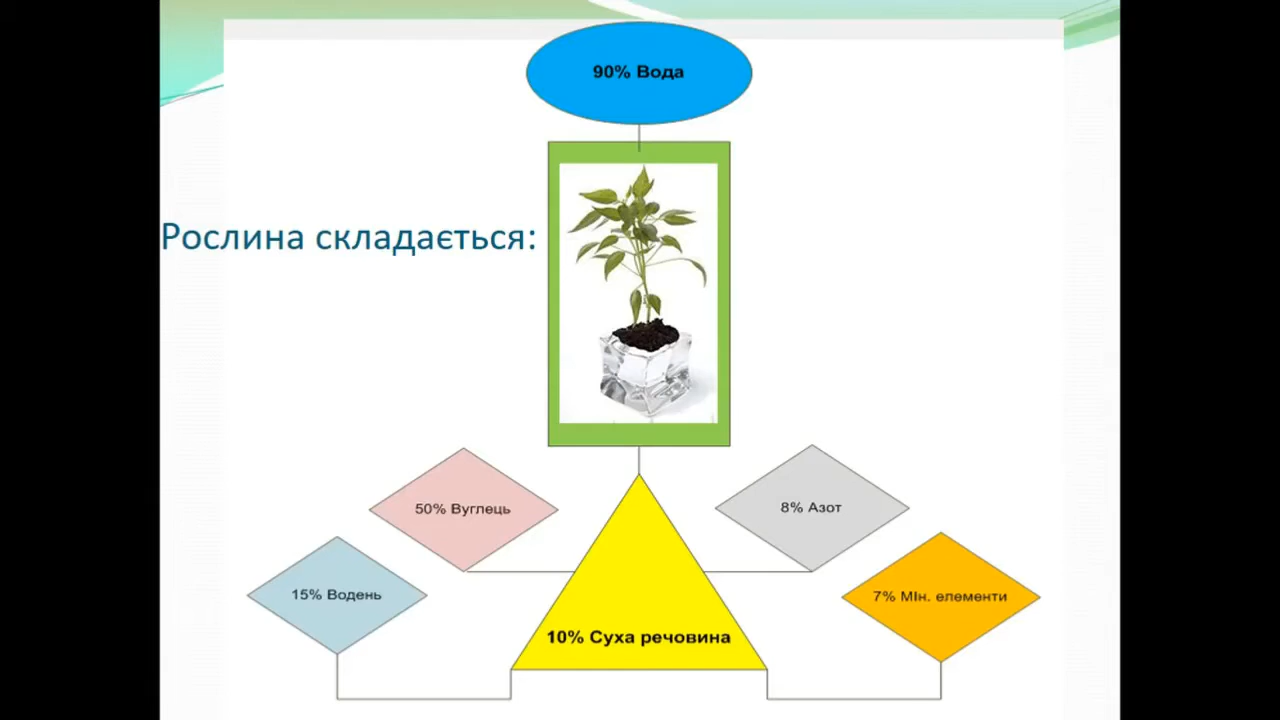 90% Вода
Рослина складається:
50% Вуглець
8% Азот
15% Водень
7% Мін. елементи
10% Суха речовина